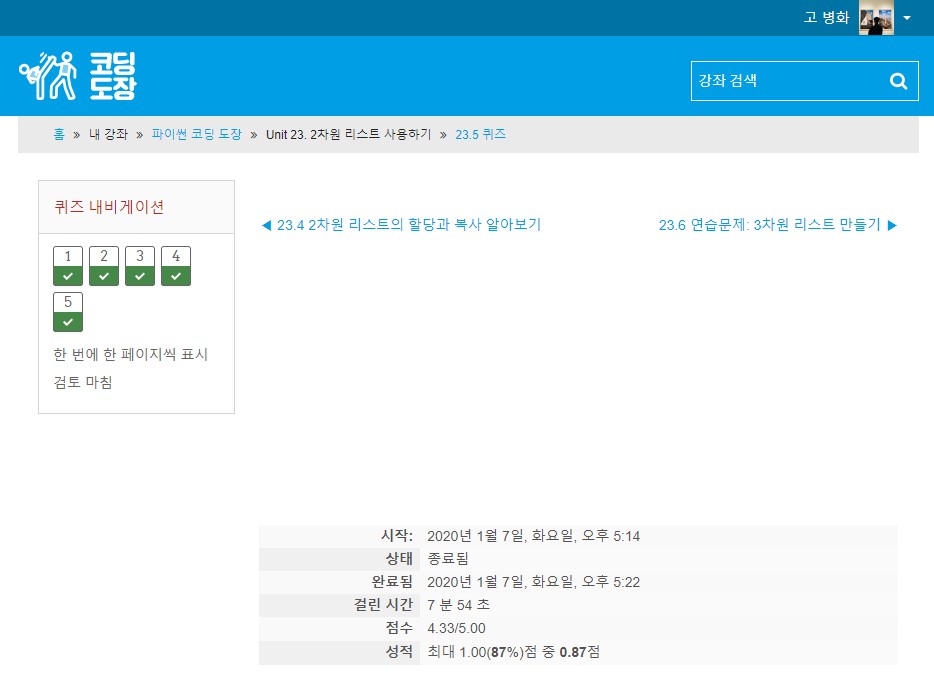 고 병화
코딩
도장
강좌 검색
홈 » 내 강좌 » 파이썬 코딩 도장 » Unit 23. 2차원 리스트 사용하기 » 23.5 퀴즈
퀴즈 내비게이션
1 2 3 4
5
한 번에 한 페이지씩 표시
검토 마침
◀ 23.4 2차원 리스트의 할당과 복사 알아보기
23.6 연습문제: 3차원 리스트 만들기 ▶
시작: 2020년 1월 7일, 화요일, 오후 5:14
상태 종료됨
완료됨 2020년 1월 7일, 화요일, 오후 5:22
걸린 시간 7 분 54 초
점수 4.33/5.00
성적 최대 1.00(87%)점 중 0.87점